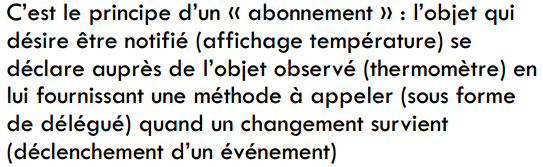 C’est le principe d’un « abonnement » : l’objet qui
désire être notifié (affichage température) se
déclare auprès de l’objet observé (thermomètre) en
lui fournissant une méthode à appeler (sous forme
de délégué) quand un changement survient
(déclenchement d’un événement)